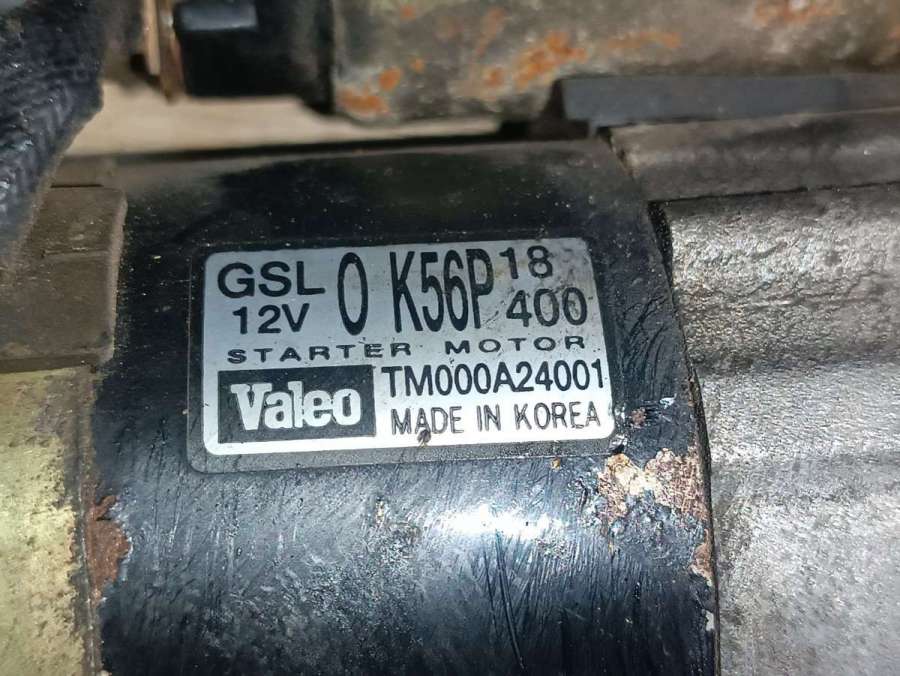 GSL 0 K56P 18
12V 400
STARTER MOTOR
Valeo TM000A24001
MADE IN KOREA